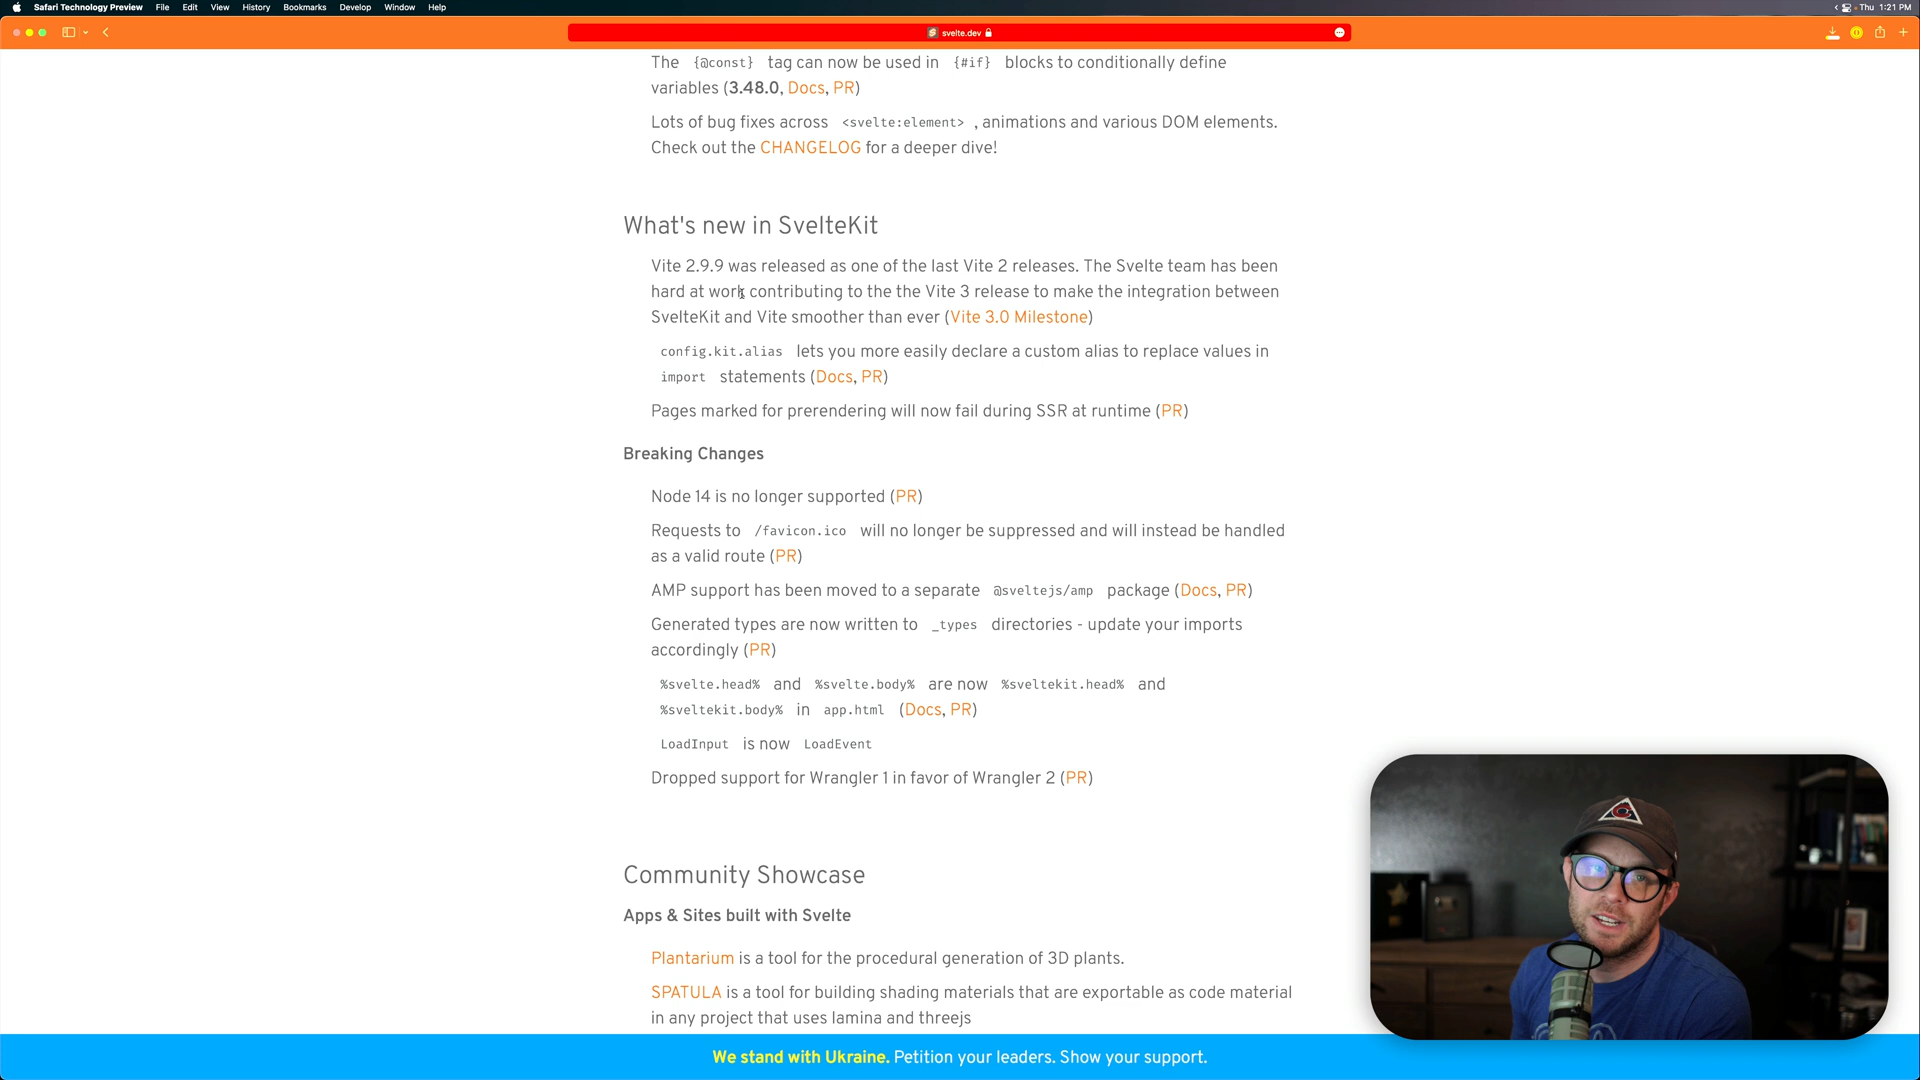 Safari Technology Preview File Edit View History Bookmarks Develop Window Help
Thu 1:21 PM
svelte.dev
The {@const} tag can now be used in {#if} blocks to conditionally define
variables (3.48.0, Docs, PR)
Lots of bug fixes across <svelte:element> , animations and various DOM elements.
Check out the CHANGELOG for a deeper dive!
What's new in SvelteKit
Vite 2.9.9 was released as one of the last Vite 2 releases. The Svelte team has been
hard at work contributing to the the Vite 3 release to make the integration between
SvelteKit and Vite smoother than ever (Vite 3.0 Milestone)
config.kit.alias lets you more easily declare a custom alias to replace values in
import statements (Docs, PR)
Pages marked for prerendering will now fail during SSR at runtime (PR)
Breaking Changes
Node 14 is no longer supported (PR)
Requests to /favicon.ico will no longer be suppressed and will instead be handled
as a valid route (PR)
AMP support has been moved to a separate @sveltejs/amp package (Docs, PR)
Generated types are now written to _types directories - update your imports
accordingly (PR)
%svelte.head% and %svelte.body% are now %sveltekit.head% and
%sveltekit.body% in app.html (Docs, PR)
LoadInput is now LoadEvent
Dropped support for Wrangler 1 in favor of Wrangler 2 (PR)
Community Showcase
Apps & Sites built with Svelte
Plantarium is a tool for the procedural generation of 3D plants.
SPATULA is a tool for building shading materials that are exportable as code material
in any project that uses lamina and threejs
We stand with Ukraine. Petition your leaders. Show your support.